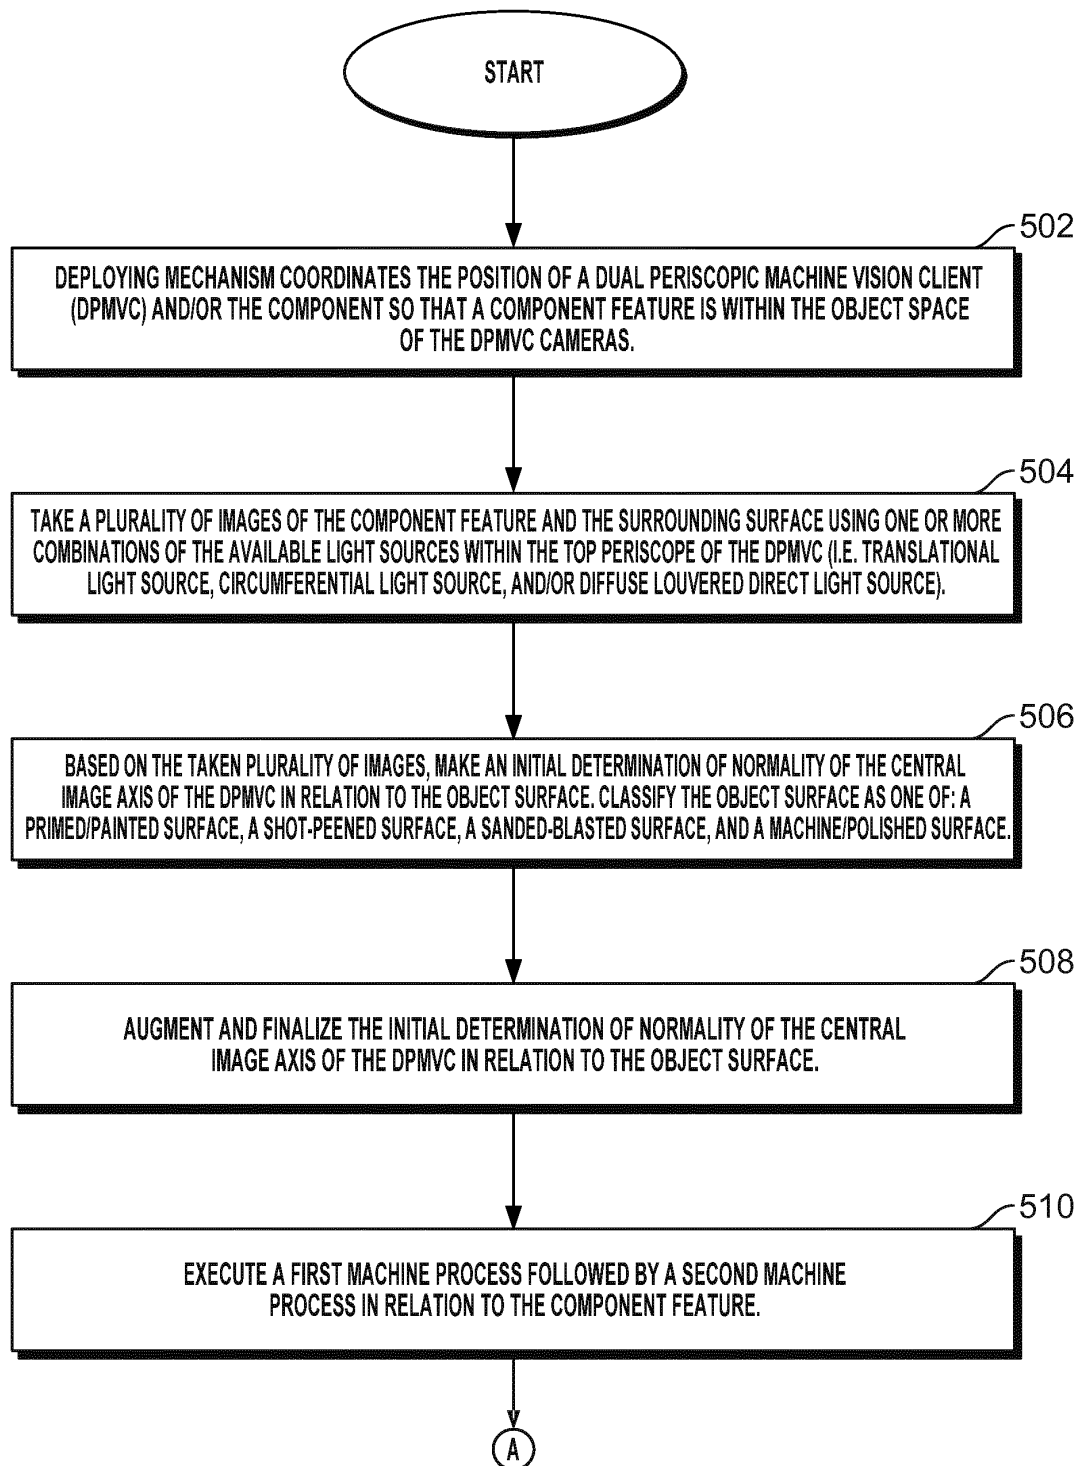 START
502
DEPLOYING MECHANISM COORDINATES THE POSITION OF A DUAL PERISCOPIC MACHINE VISION CLIENT
(DPMVC) AND/OR THE COMPONENT SO THAT A COMPONENT FEATURE IS WITHIN THE OBJECT SPACE
OF THE DPMVC CAMERAS.
504
TAKE A PLURALITY OF IMAGES OF THE COMPONENT FEATURE AND THE SURROUNDING SURFACE USING ONE OR MORE
COMBINATIONS OF THE AVAILABLE LIGHT SOURCES WITHIN THE TOP PERISCOPE OF THE DPMVC (I.E. TRANSLATIONAL
LIGHT SOURCE, CIRCUMFERENTIAL LIGHT SOURCE, AND/OR DIFFUSE LOUVERED DIRECT LIGHT SOURCE).
506
BASED ON THE TAKEN PLURALITY OF IMAGES, MAKE AN INITIAL DETERMINATION OF NORMALITY OF THE CENTRAL
IMAGE AXIS OF THE DPMVC IN RELATION TO THE OBJECT SURFACE. CLASSIFY THE OBJECT SURFACE AS ONE OF: A
PRIMED/PAINTED SURFACE, A SHOT-PEENED SURFACE, A SANDED-BLASTED SURFACE, AND A MACHINE/POLISHED SURFACE.
508
AUGMENT AND FINALIZE THE INITIAL DETERMINATION OF NORMALITY OF THE CENTRAL
IMAGE AXIS OF THE DPMVC IN RELATION TO THE OBJECT SURFACE.
510
EXECUTE A FIRST MACHINE PROCESS FOLLOWED BY A SECOND MACHINE
PROCESS IN RELATION TO THE COMPONENT FEATURE.
A